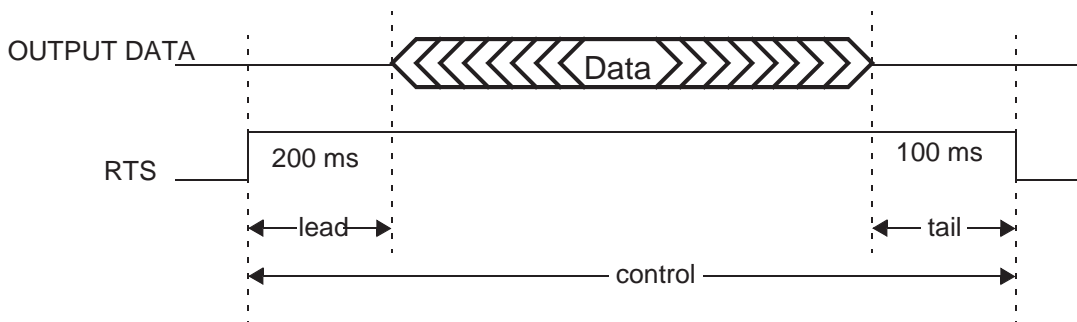 OUTPUT DATA
Data
RTS
200 ms
100 ms
lead
tail
control